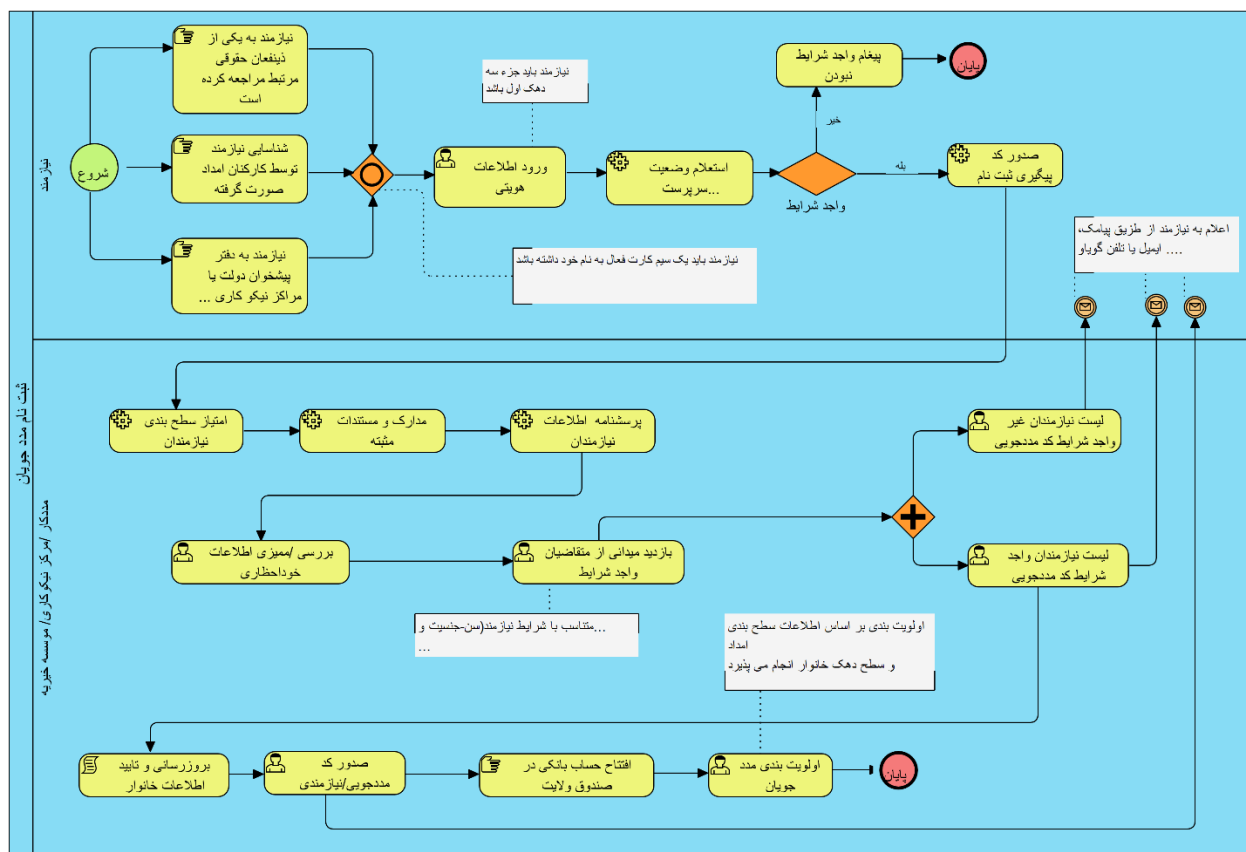 ثبت نام مدد جویان
نیازمند
شروع
نیازمند به یکی از
ذینفعان حقوقی
مرتبط مراجعه کرده
است
شناسایی نیازمند
توسط کارکنان امداد
صورت گرفته
نیازمند به دفتر
پیشخوان دولت یا
مراکز نیکو کاری ...
نیازمند باید جزء سه
دهک اول باشد
ورود اطلاعات
هویتی
نیازمند باید یک سیم کارت فعال به نام خود داشته باشد
استعلام وضعیت
سرپرست...
واجد شرایط
خیر
پیغام واجد شرایط
نبودن
پایان
بله
صدور کد
پیگیری ثبت نام
اعلام به نیازمند از طزیق پیامک،
ایمیل یا تلفن گویاو ....
مددکار /مرکز نیکوکاری/ موسسه خیریه
امتیاز سطح بندی
نیازمندان
مدارک و مستندات
مثبته
پرسشنامه اطلاعات
نیازمندان
بررسی /ممیزی اطلاعات
خوداحظاری
بازدید میدانی از متقاضیان
واجد شرایط
متناسب با شرایط نیازمند(سن-جنسیت و...
...
لیست نیازمندان غیر
واجد شرایط کد مددجویی
لیست نیازمندان واجد
شرایط کد مددجویی
اولویت بندی بر اساس اطلاعات سطح بندی
امداد
و سطح دهک خانوار انجام می پذیرد
بروزرسانی و تایید
اطلاعات خانوار
صدور کد
مددجویی/نیازمندی
افتتاح حساب بانکی در
صندوق ولایت
اولویت بندی مدد
جویان
پایان